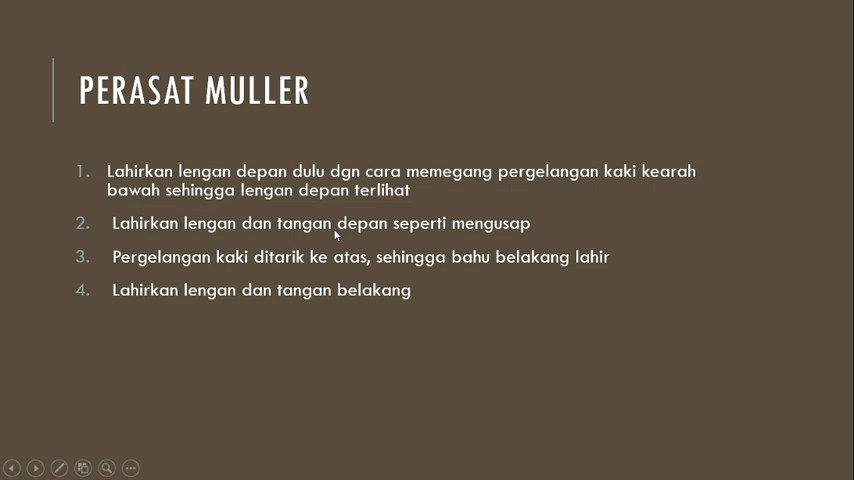 PERASAT MULLER
1. Lahirkan lengan depan dulu dgn cara memegang pergelangan kaki kearah
bawah sehingga lengan depan terlihat
2. Lahirkan lengan dan tangan depan seperti mengusap
3. Pergelangan kaki ditarik ke atas, sehingga bahu belakang lahir
4. Lahirkan lengan dan tangan belakang